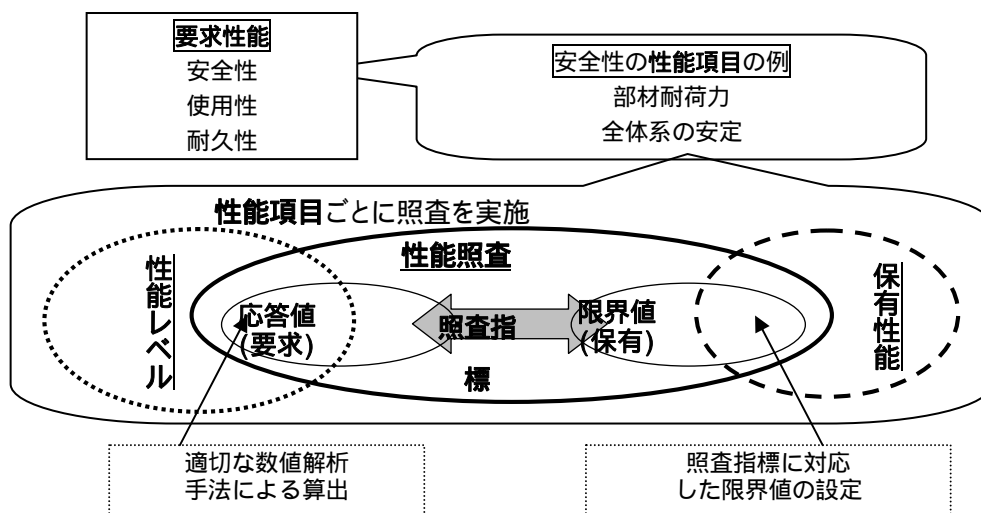 要求性能
安全性
使用性
耐久性
安全性の性能項目の例
部材耐荷力
全体系の安定
性能項目ごとに照査を実施
性能照査
性能レベル
応答値
(要求)
照査指
標
限界値
(保有)
保有性能
適切な数値解析
手法による算出
照査指標に対応
した限界値の設定